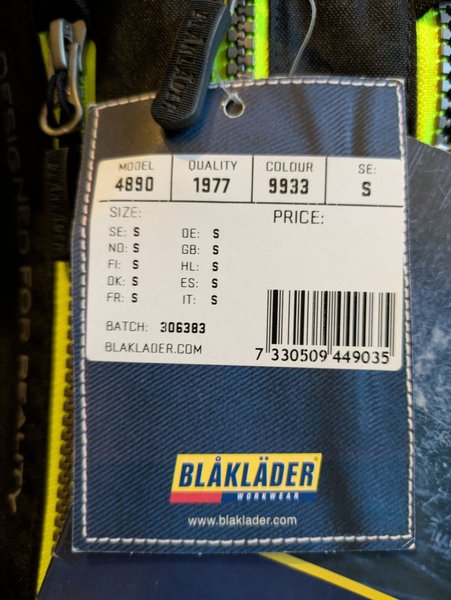 BLÅKLÄDER
DESIGNED FOR REALITY
MODEL QUALITY COLOUR SE:
4890 1977 9933 S
SIZE: PRICE:
SE: S DE: S
NO: S GB: S
FI: S HL: S
DK: S ES: S
FR: S IT: S
BATCH: 306383
BLAKLADER.COM
7 330509 449035
BLÅKLÄDER
WORKWEAR
www.blaklader.com